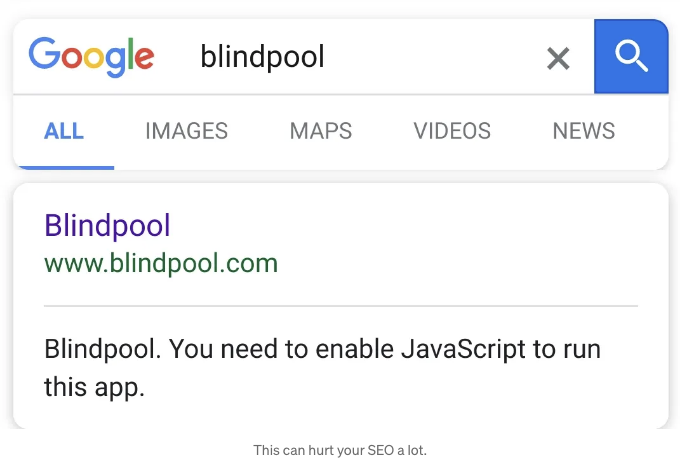 Google blindpool
ALL IMAGES MAPS VIDEOS NEWS
Blindpool
www.blindpool.com
Blindpool. You need to enable JavaScript to run
this app.
This can hurt your SEO a lot.